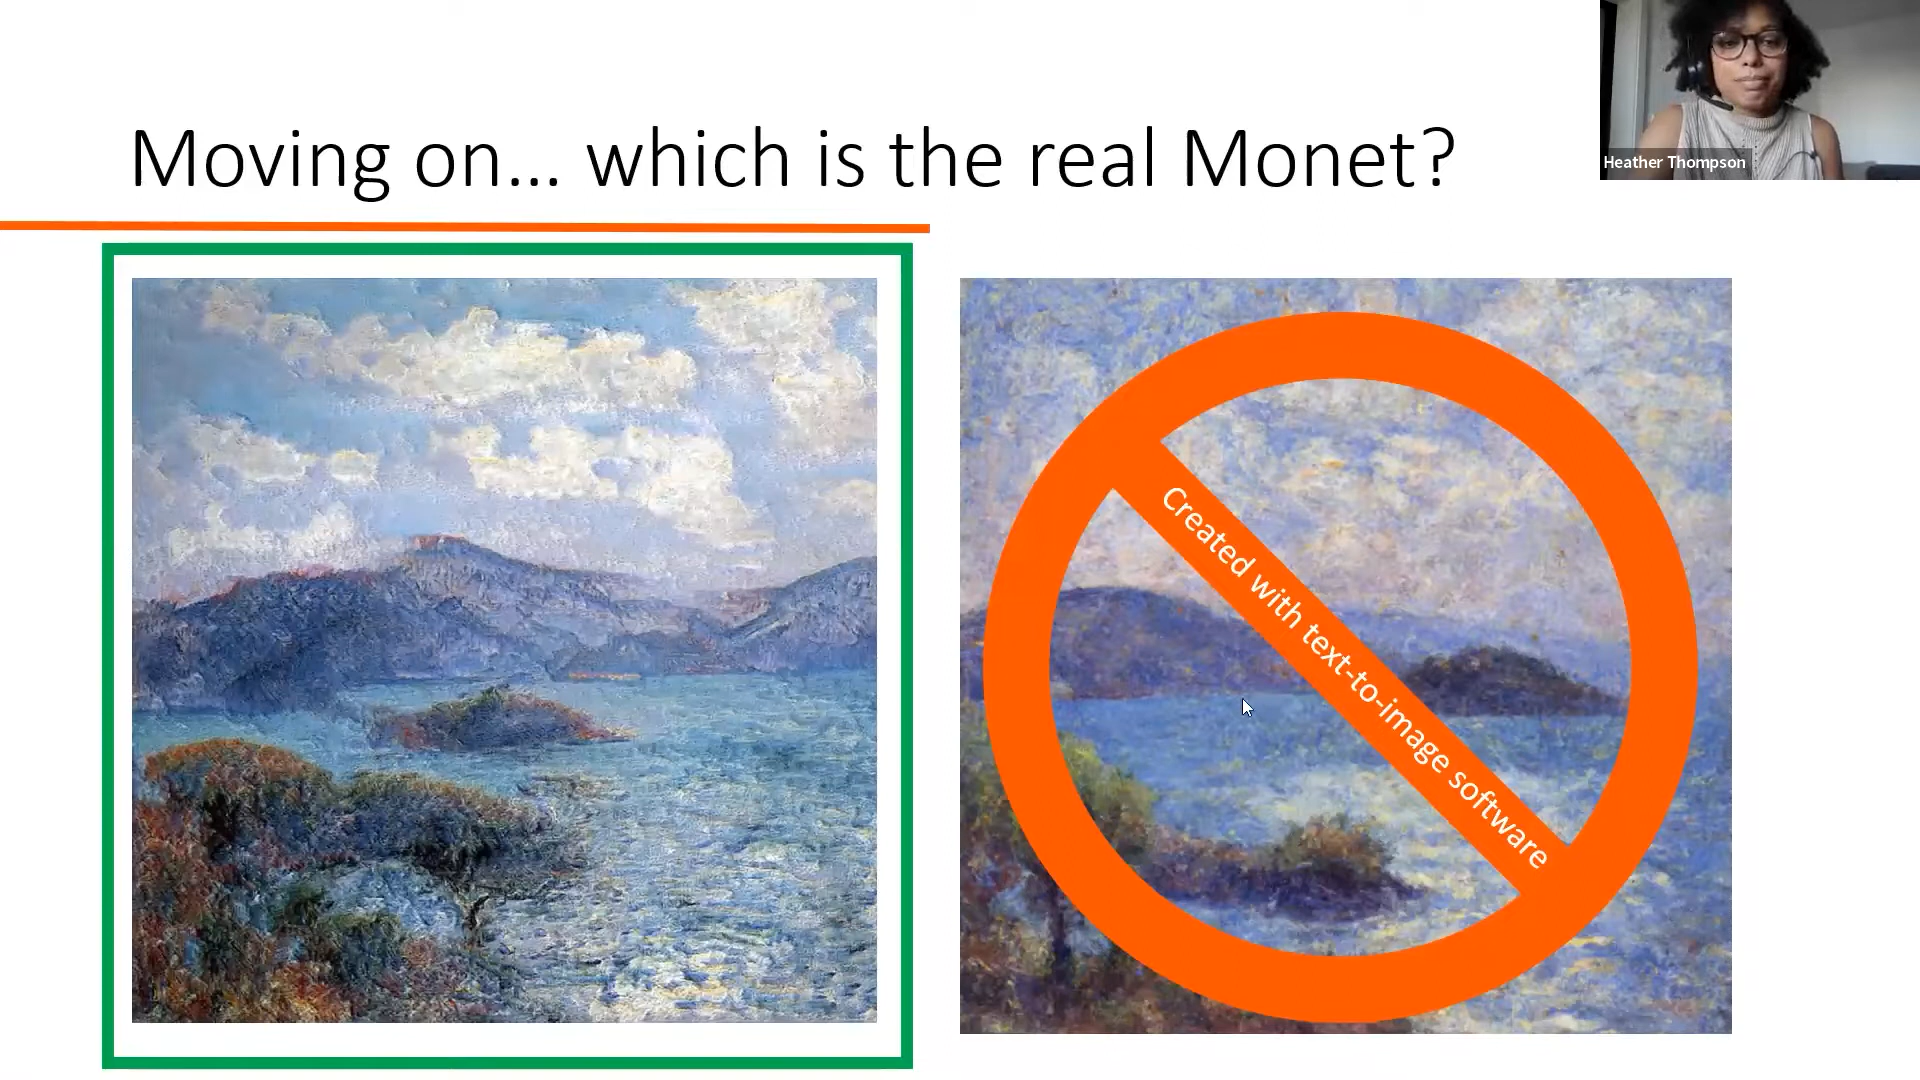 Moving on... which is the real Monet?
Heather Thompson
Created with text-to-image software